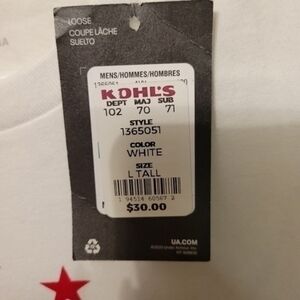 LOOSE
COUPE LÂCHE
SUELTO
MENS/HOMMES/HOMBRES
KOHL'S
DEPT MAJ SUB
102 70 71
STYLE
1365051
COLOR
WHITE
SIZE
L TALL
$30.00
UA.COM